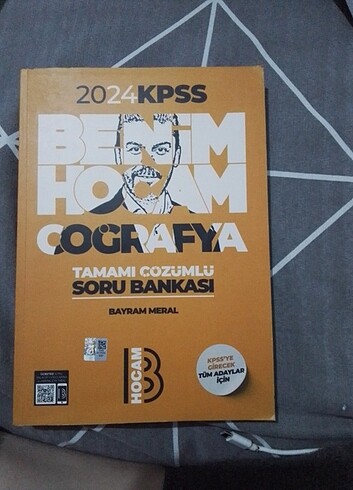 2024 KPSS
BENİM
HOCAM
COĞRAFYA
TAMAMI ÇÖZÜMLÜ
SORU BANKASI
BAYRAM MERAL
KPSS'YE
GİRECEK
TÜM ADAYLAR
İÇİN
HOCAM
B